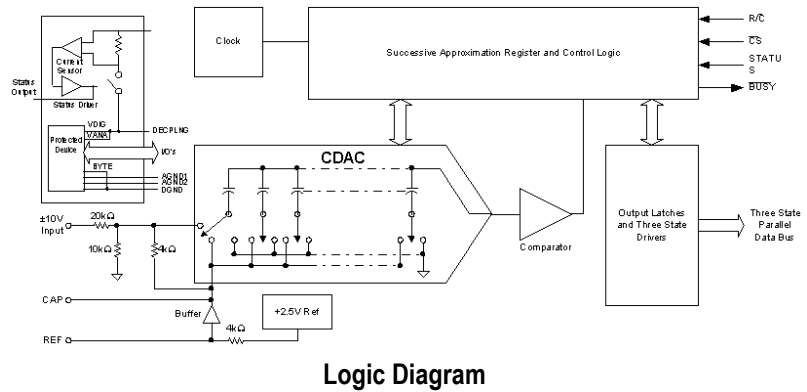 Clock
Successive Approximation Register and Control Logic
R/C
CS
STATU
S
BUSY
Current
Sensor
Status
Output
Status Driver
VDIG
VANA
DECPLNG
Protected
Device
I/O's
BYTE
AGND1
AGND2
DGND
CDAC
±10V
Input
20kΩ
10kΩ
4kΩ
Comparator
Output Latches
and Three State
Drivers
Three State
Parallel
Data Bus
CAP
Buffer
+2.5V Ref
4kΩ
REF
Logic Diagram